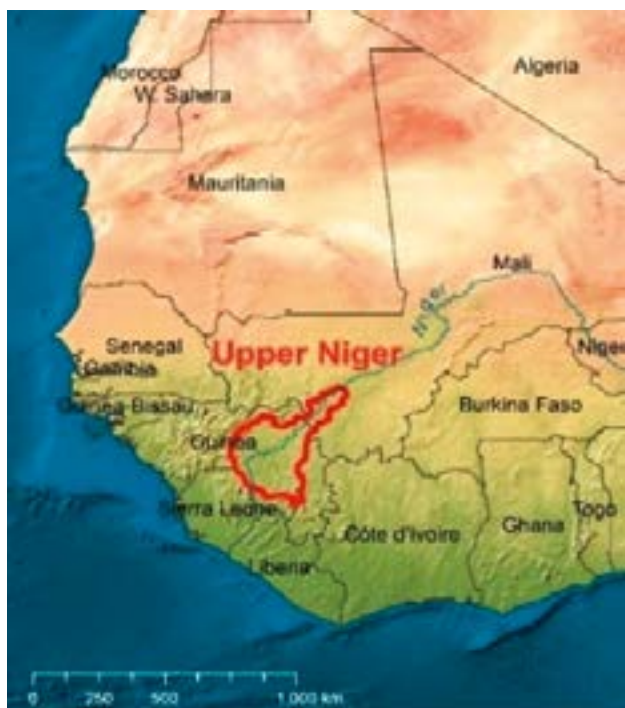 Morocco
Algeria
W. Sahara
Mauritania
Mali
Niger
Niger
Senegal
Upper Niger
Gambia
Guinea Bissau
Burkina Faso
Guinea
Sierra Leone
Côte d'Ivoire
Ghana
Togo
Liberia
0 250 500 1,000 km